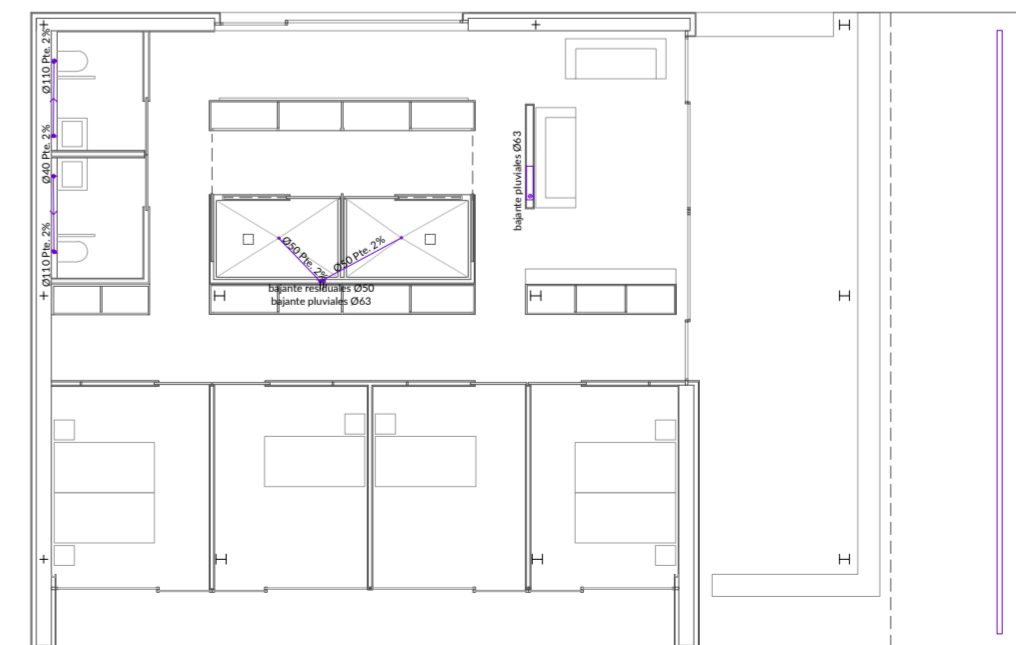 Ø110 Pte. 2%
Ø40 Pte. 2%
Ø110 Pte. 2%
bajante pluviales Ø63
Ø50 Pte. 2%
Ø50 Pte. 2%
bajante residuales Ø50
bajante pluviales Ø63